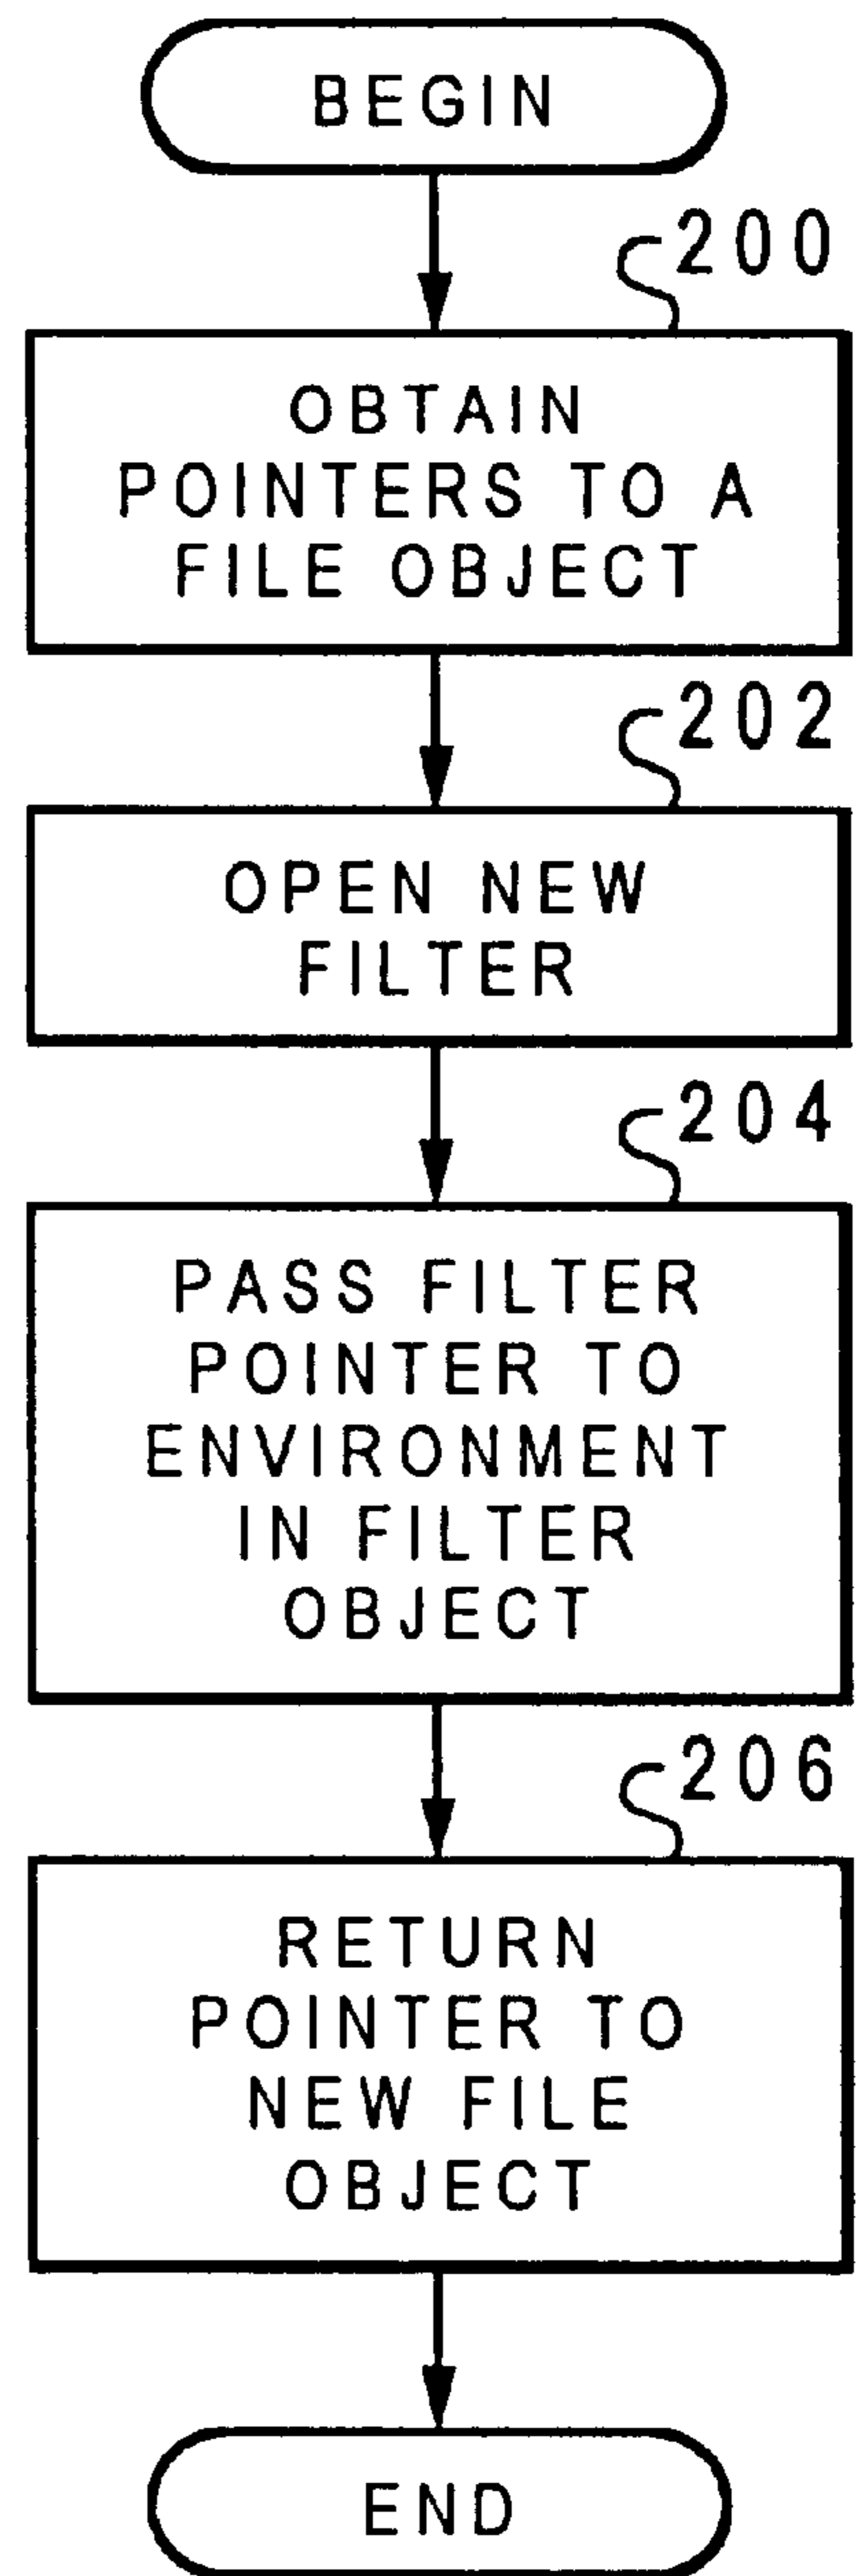 BEGIN
200
OBTAIN
POINTERS TO A
FILE OBJECT
202
OPEN NEW
FILTER
204
PASS FILTER
POINTER TO
ENVIRONMENT
IN FILTER
OBJECT
206
RETURN
POINTER TO
NEW FILE
OBJECT
END